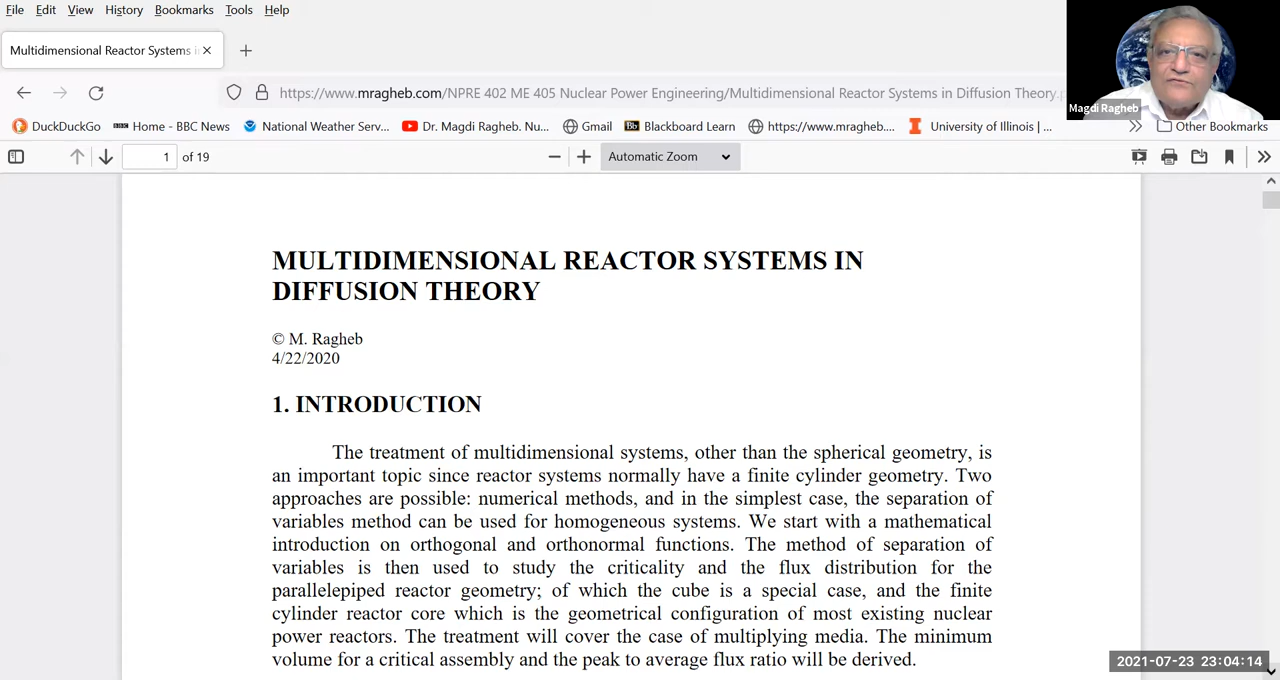 File Edit View History Bookmarks Tools Help
Multidimensional Reactor Systems in
https://www.mragheb.com/NPRE 402 ME 405 Nuclear Power Engineering/Multidimensional Reactor Systems in Diffusion Theory.p
Magdi Ragheb
DuckDuckGo BBC Home - BBC News National Weather Serv... Dr. Magdi Ragheb. Nu... Gmail Bb Blackboard Learn https://www.mragheb.... I University of Illinois |... Other Bookmarks
1 of 19 Automatic Zoom
MULTIDIMENSIONAL REACTOR SYSTEMS IN
DIFFUSION THEORY
© M. Ragheb
4/22/2020
1. INTRODUCTION
The treatment of multidimensional systems, other than the spherical geometry, is
an important topic since reactor systems normally have a finite cylinder geometry. Two
approaches are possible: numerical methods, and in the simplest case, the separation of
variables method can be used for homogeneous systems. We start with a mathematical
introduction on orthogonal and orthonormal functions. The method of separation of
variables is then used to study the criticality and the flux distribution for the
parallelepiped reactor geometry; of which the cube is a special case, and the finite
cylinder reactor core which is the geometrical configuration of most existing nuclear
power reactors. The treatment will cover the case of multiplying media. The minimum
volume for a critical assembly and the peak to average flux ratio will be derived.
2021-07-23 23:04:14